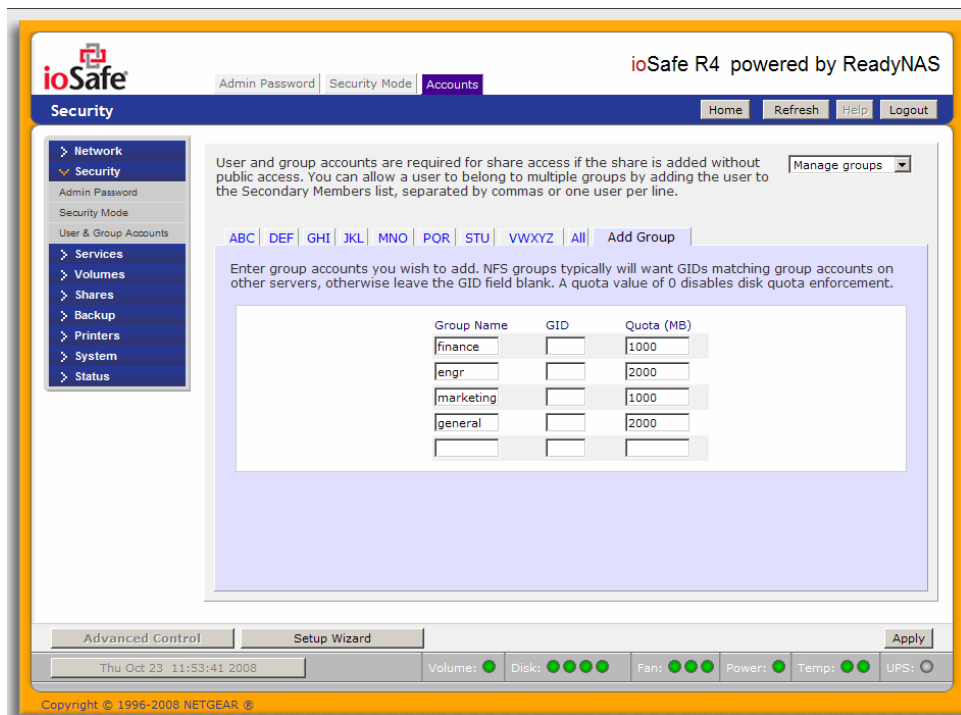 ioSafe
ioSafe R4 powered by ReadyNAS
Admin Password Security Mode Accounts
Security
Home Refresh Help Logout
Network
Security
Admin Password
Security Mode
User & Group Accounts
Services
Volumes
Shares
Backup
Printers
System
Status
User and group accounts are required for share access if the share is added without
public access. You can allow a user to belong to multiple groups by adding the user to
the Secondary Members list, separated by commas or one user per line.
Manage groups
ABC DEF GHI JKL MNO PQR STU VWXYZ All Add Group
Enter group accounts you wish to add. NFS groups typically will want GIDs matching group accounts on
other servers, otherwise leave the GID field blank. A quota value of 0 disables disk quota enforcement.
Group Name GID Quota (MB)
finance 1000
engr 2000
marketing 1000
general 2000
Advanced Control Setup Wizard Apply
Thu Oct 23 11:53:41 2008 Volume: Disk: Fan: Power: Temp: UPS:
Copyright © 1996-2008 NETGEAR ®